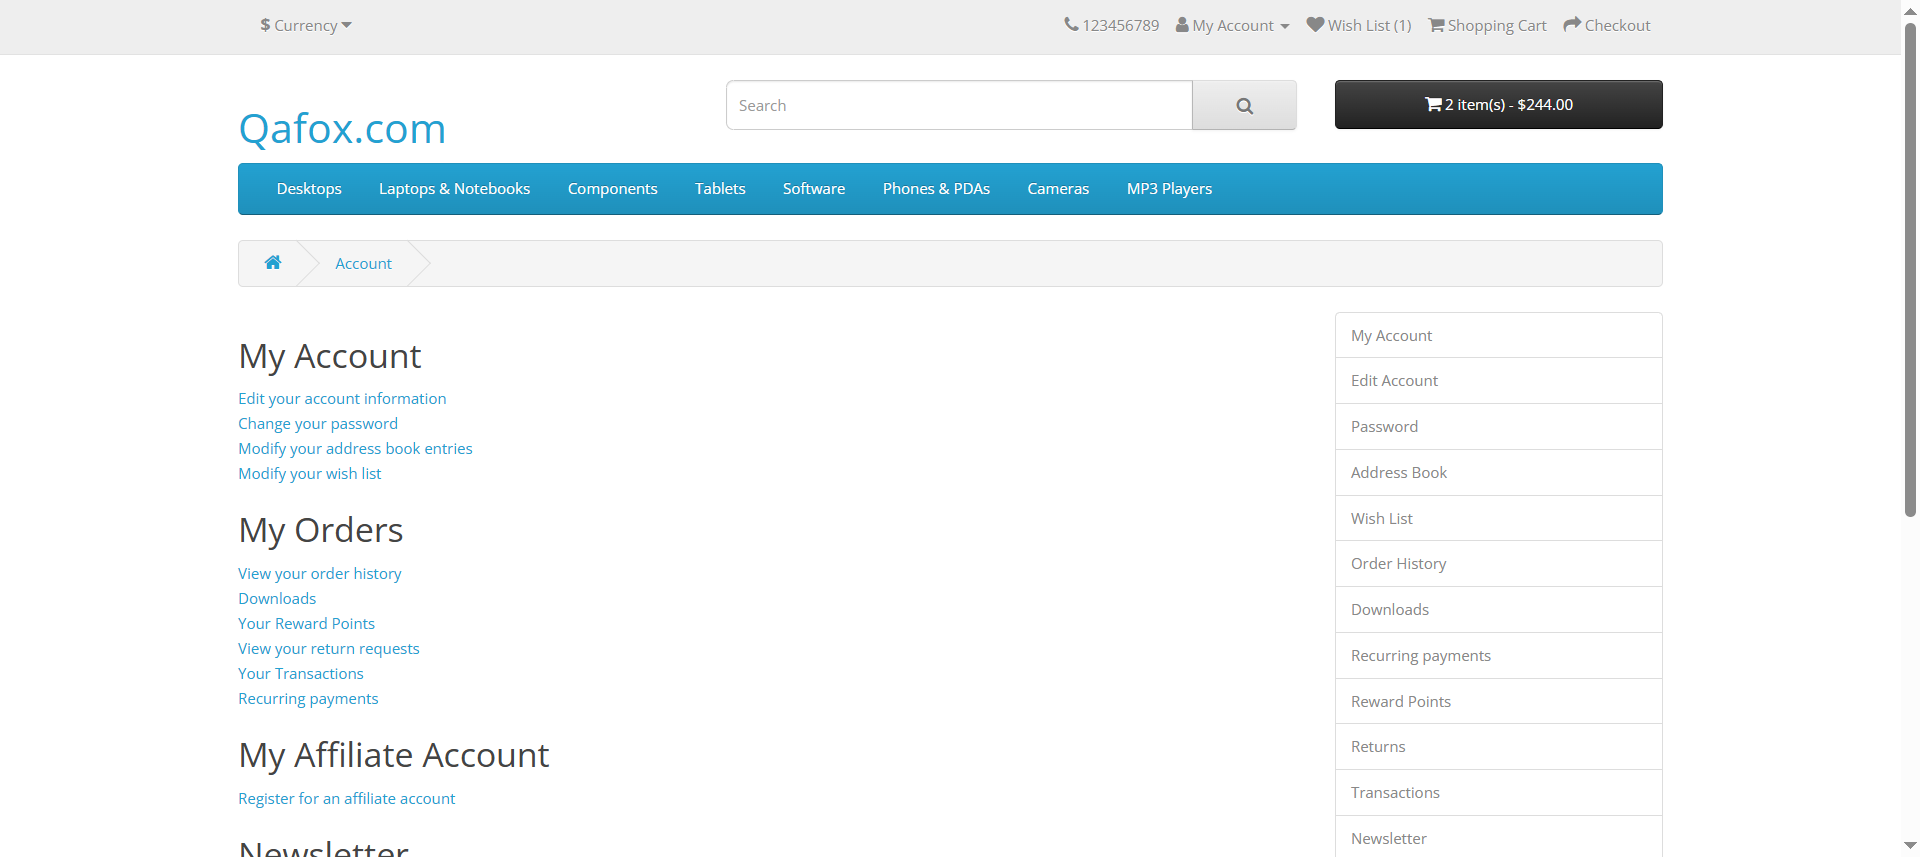 $ Currency
123456789 My Account Wish List (1) Shopping Cart Checkout
Search
2 item(s) - $244.00
Qafox.com
Desktops Laptops & Notebooks Components Tablets Software Phones & PDAs Cameras MP3 Players
Account
My Account
Edit your account information
Change your password
Modify your address book entries
Modify your wish list
My Orders
View your order history
Downloads
Your Reward Points
View your return requests
Your Transactions
Recurring payments
My Affiliate Account
Register for an affiliate account
Newsletter
My Account
Edit Account
Password
Address Book
Wish List
Order History
Downloads
Recurring payments
Reward Points
Returns
Transactions
Newsletter